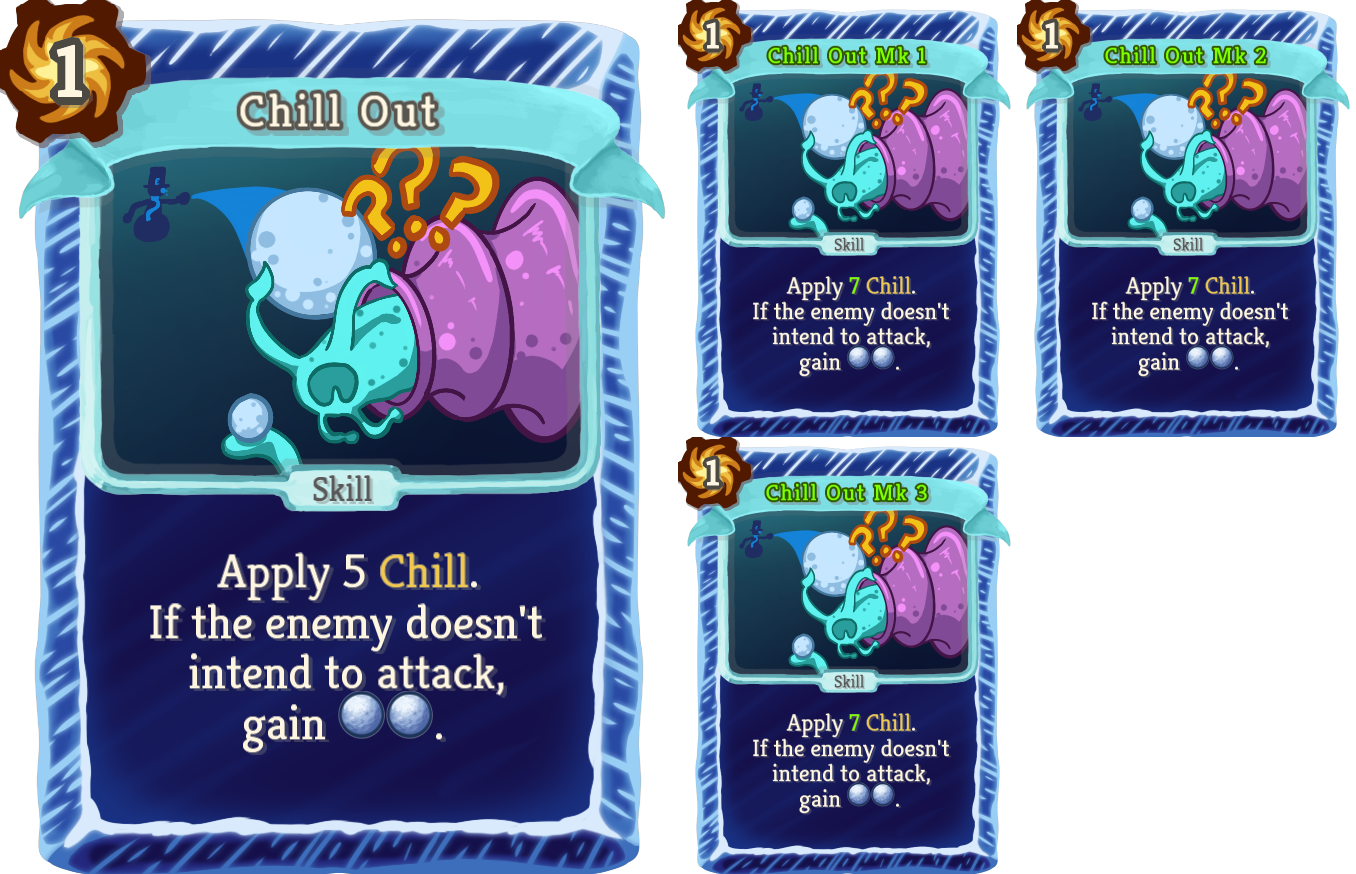 1
Chill Out
???
Skill
Apply 5 Chill.
If the enemy doesn't
intend to attack,
gain .
1
Chill Out Mk 1
???
Skill
Apply 7 Chill.
If the enemy doesn't
intend to attack,
gain .
1
Chill Out Mk 2
???
Skill
Apply 7 Chill.
If the enemy doesn't
intend to attack,
gain .
1
Chill Out Mk 3
???
Skill
Apply 7 Chill.
If the enemy doesn't
intend to attack,
gain .